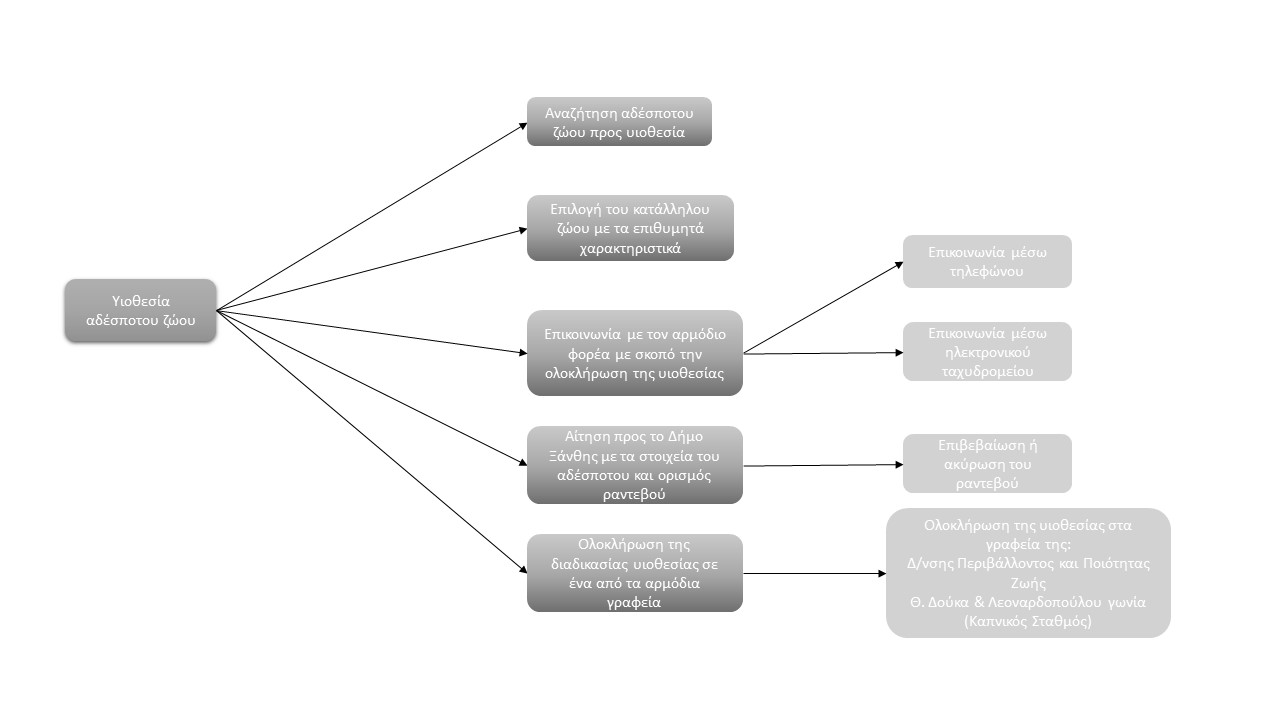 Υιοθεσία
αδέσποτου ζώου
Αναζήτηση αδέσποτου
ζώου προς υιοθεσία
Επιλογή του κατάλληλου
ζώου με τα επιθυμητά
χαρακτηριστικά
Επικοινωνία με τον αρμόδιο
φορέα με σκοπό την
ολοκλήρωση της υιοθεσίας
Επικοινωνία μέσω
τηλεφώνου
Επικοινωνία μέσω
ηλεκτρονικού
ταχυδρομείου
Αίτηση προς το Δήμο
Ξάνθης με τα στοιχεία του
αδέσποτου και ορισμός
ραντεβού
Επιβεβαίωση ή
ακύρωση του
ραντεβού
Ολοκλήρωση της
διαδικασίας υιοθεσίας σε
ένα από τα αρμόδια
γραφεία
Ολοκλήρωση της υιοθεσίας στα
γραφεία της:
Δ/νσης Περιβάλλοντος και Ποιότητας
Ζωής
Θ. Δούκα & Λεοναρδοπούλου γωνία
(Καπνικός Σταθμός)